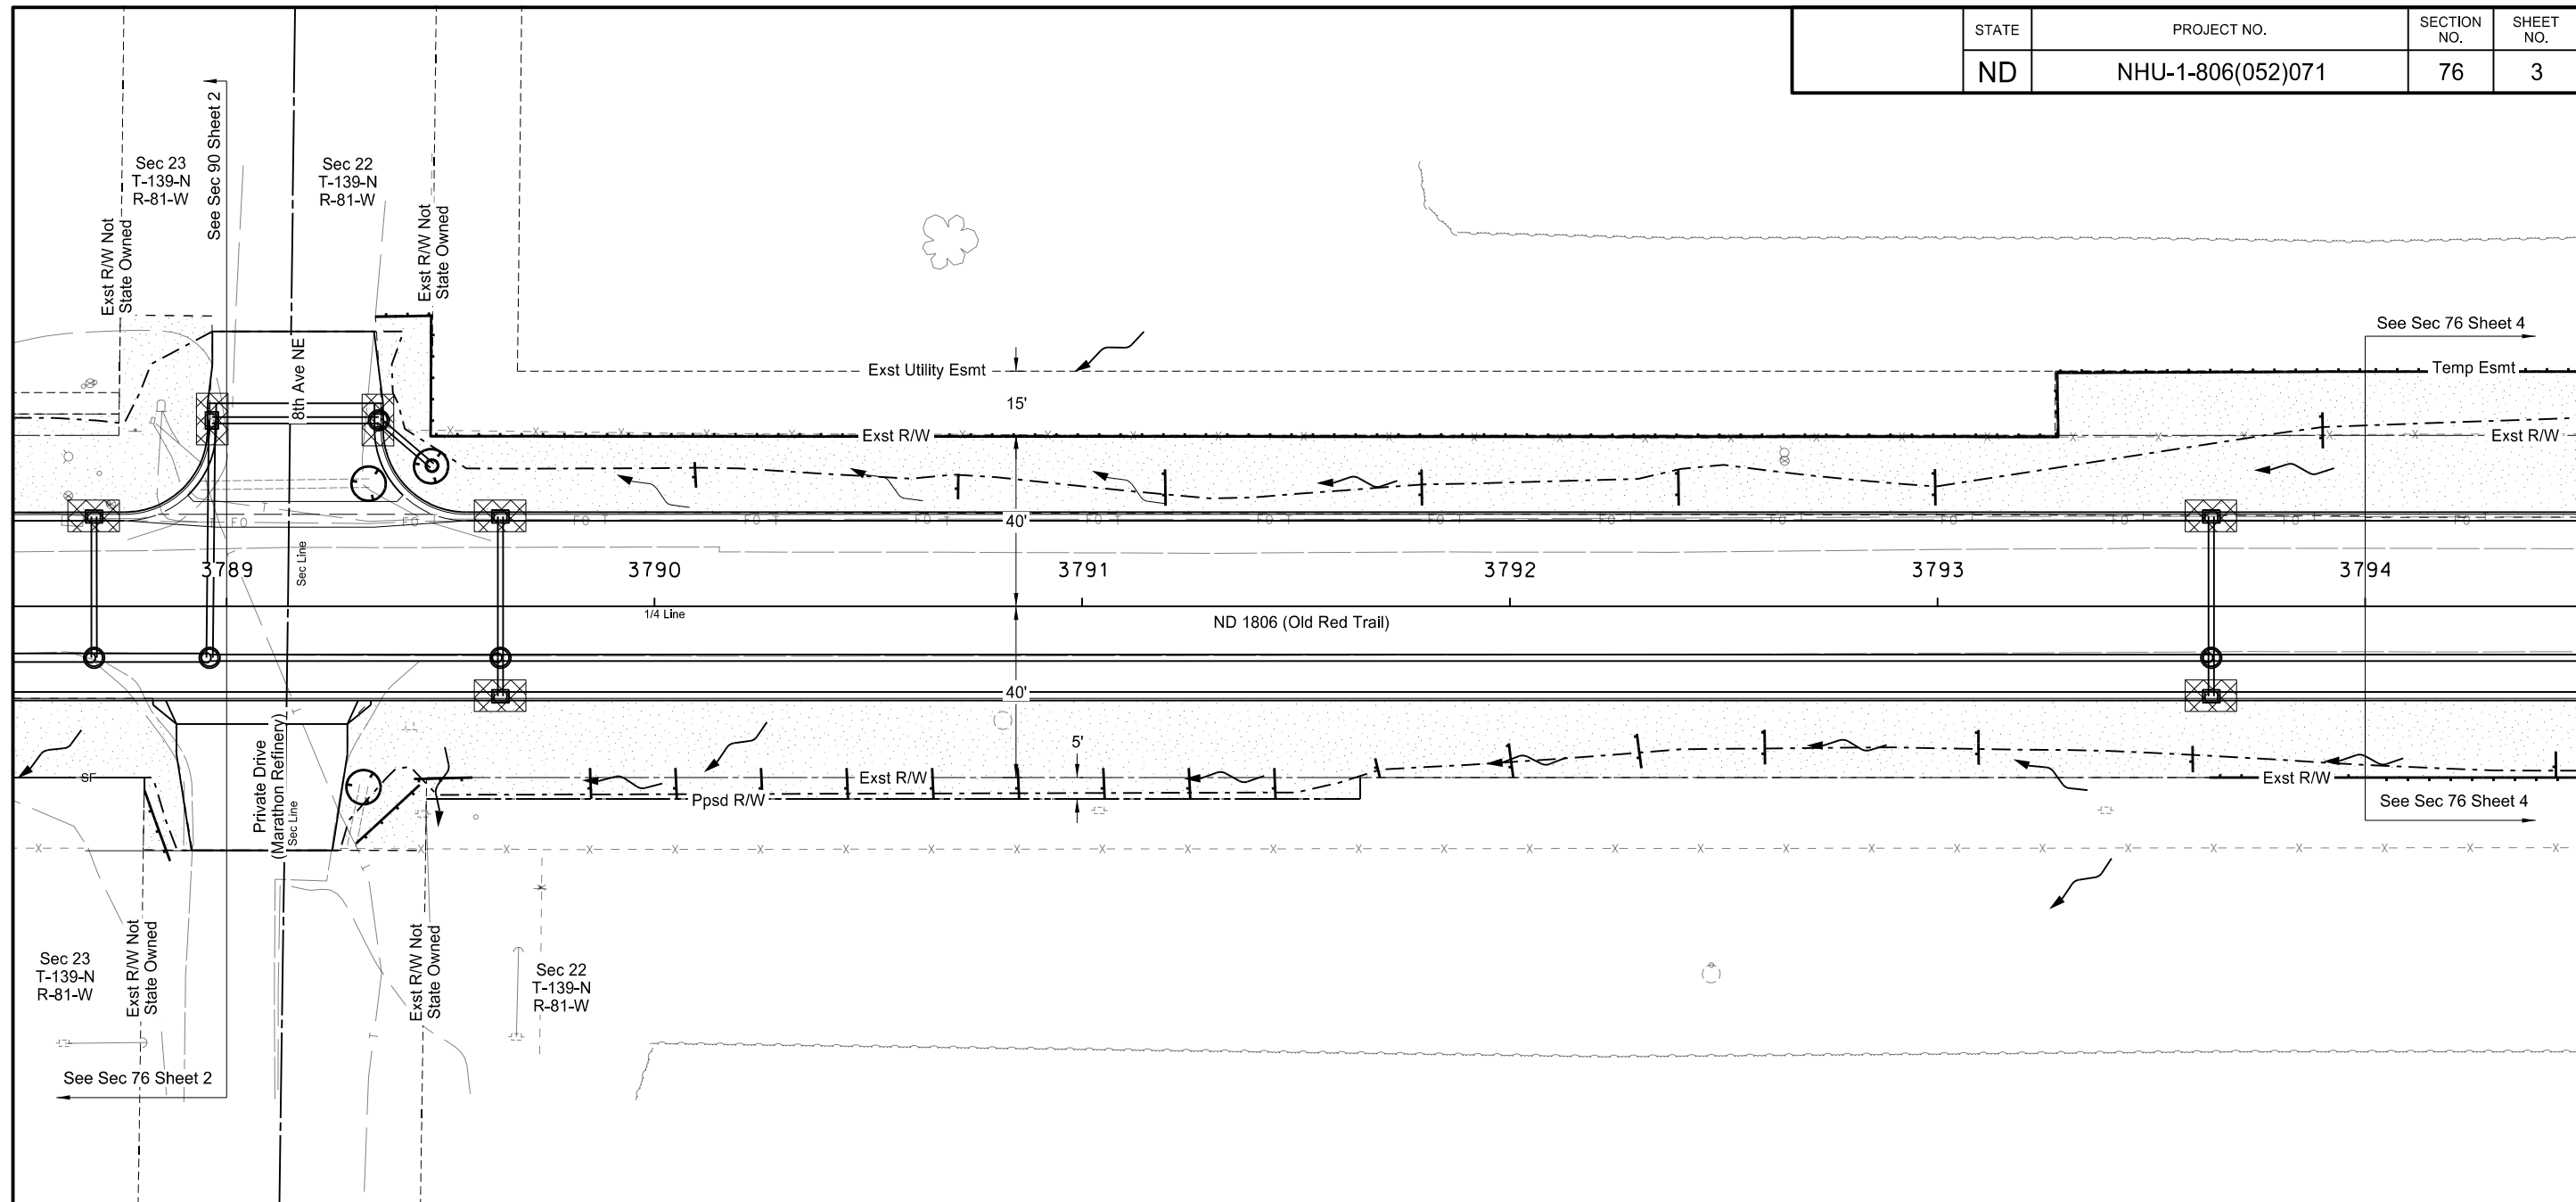 STATE
PROJECT NO.
SECTION
NO.
SHEET
NO.
ND
NHU-1-806(052)071
76
3
See Sec 90 Sheet 2
Sec 23
T-139-N
R-81-W
Sec 22
T-139-N
R-81-W
Exst R/W Not
State Owned
Exst R/W Not
State Owned
8th Ave NE
Exst Utility Esmt
15'
See Sec 76 Sheet 4
Temp Esmt
Exst R/W
Exst R/W
40'
Sec Line
3789
3790
3791
3792
3793
3794
1/4 Line
ND 1806 (Old Red Trail)
40'
5'
SF
Private Drive
(Marathon Refinery)
Sec Line
Exst R/W
Ppsd R/W
Exst R/W
See Sec 76 Sheet 4
Exst R/W Not
State Owned
Exst R/W Not
State Owned
Sec 23
T-139-N
R-81-W
Sec 22
T-139-N
R-81-W
See Sec 76 Sheet 2